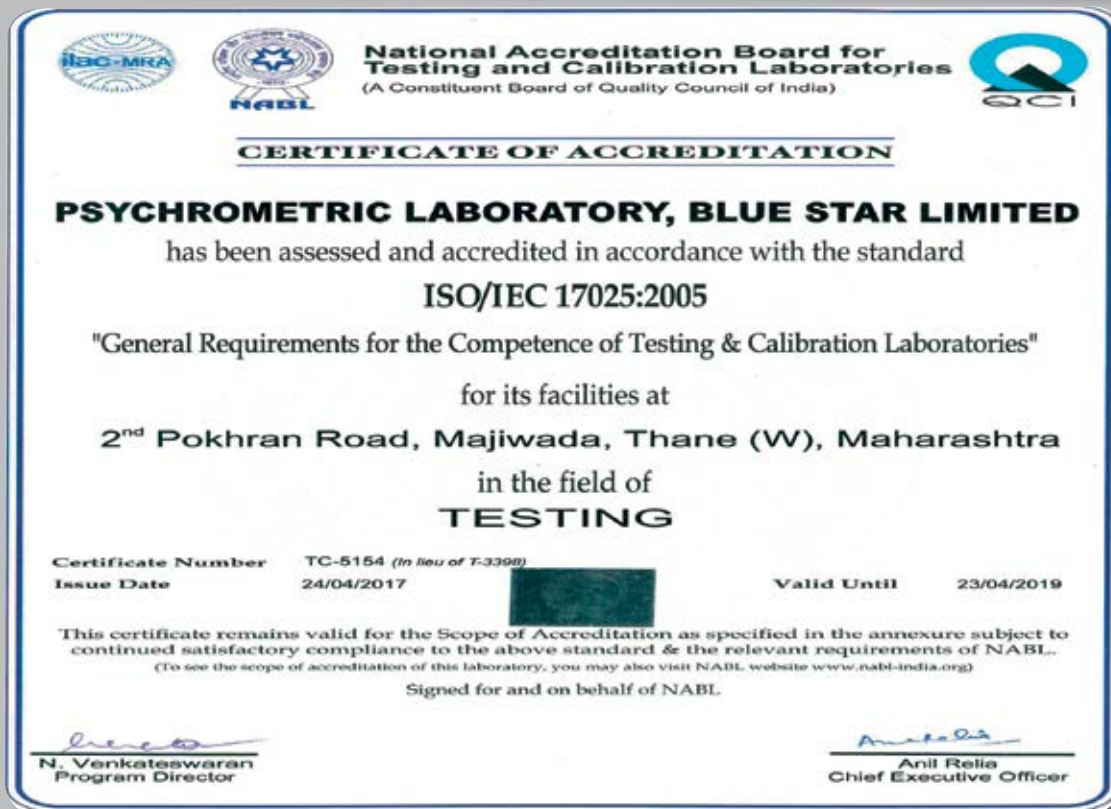 ilac-MRA
NABL
National Accreditation Board for
Testing and Calibration Laboratories
(A Constituent Board of Quality Council of India)
QCI
CERTIFICATE OF ACCREDITATION
PSYCHROMETRIC LABORATORY, BLUE STAR LIMITED
has been assessed and accredited in accordance with the standard
ISO/IEC 17025:2005
"General Requirements for the Competence of Testing & Calibration Laboratories"
for its facilities at
2nd Pokhran Road, Majiwada, Thane (W), Maharashtra
in the field of
TESTING
Certificate Number TC-5154 (In lieu of T-3398)
Issue Date 24/04/2017 Valid Until 23/04/2019
This certificate remains valid for the Scope of Accreditation as specified in the annexure subject to
continued satisfactory compliance to the above standard & the relevant requirements of NABL.
(To see the scope of accreditation of this laboratory, you may also visit NABL website www.nabl-india.org)
Signed for and on behalf of NABL
N. Venkateswaran
Program Director
Anil Relia
Chief Executive Officer